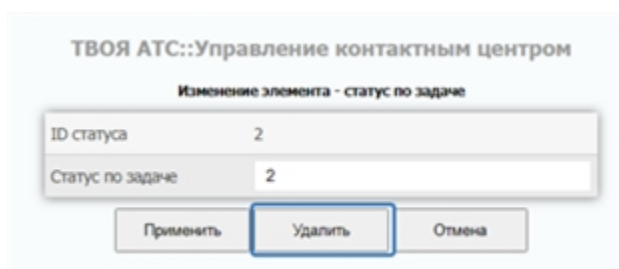 ТВОЯ АТС::Управление контактным центром
Изменение элемента - статус по задаче
ID статуса 2
Статус по задаче 2
Применить Удалить Отмена